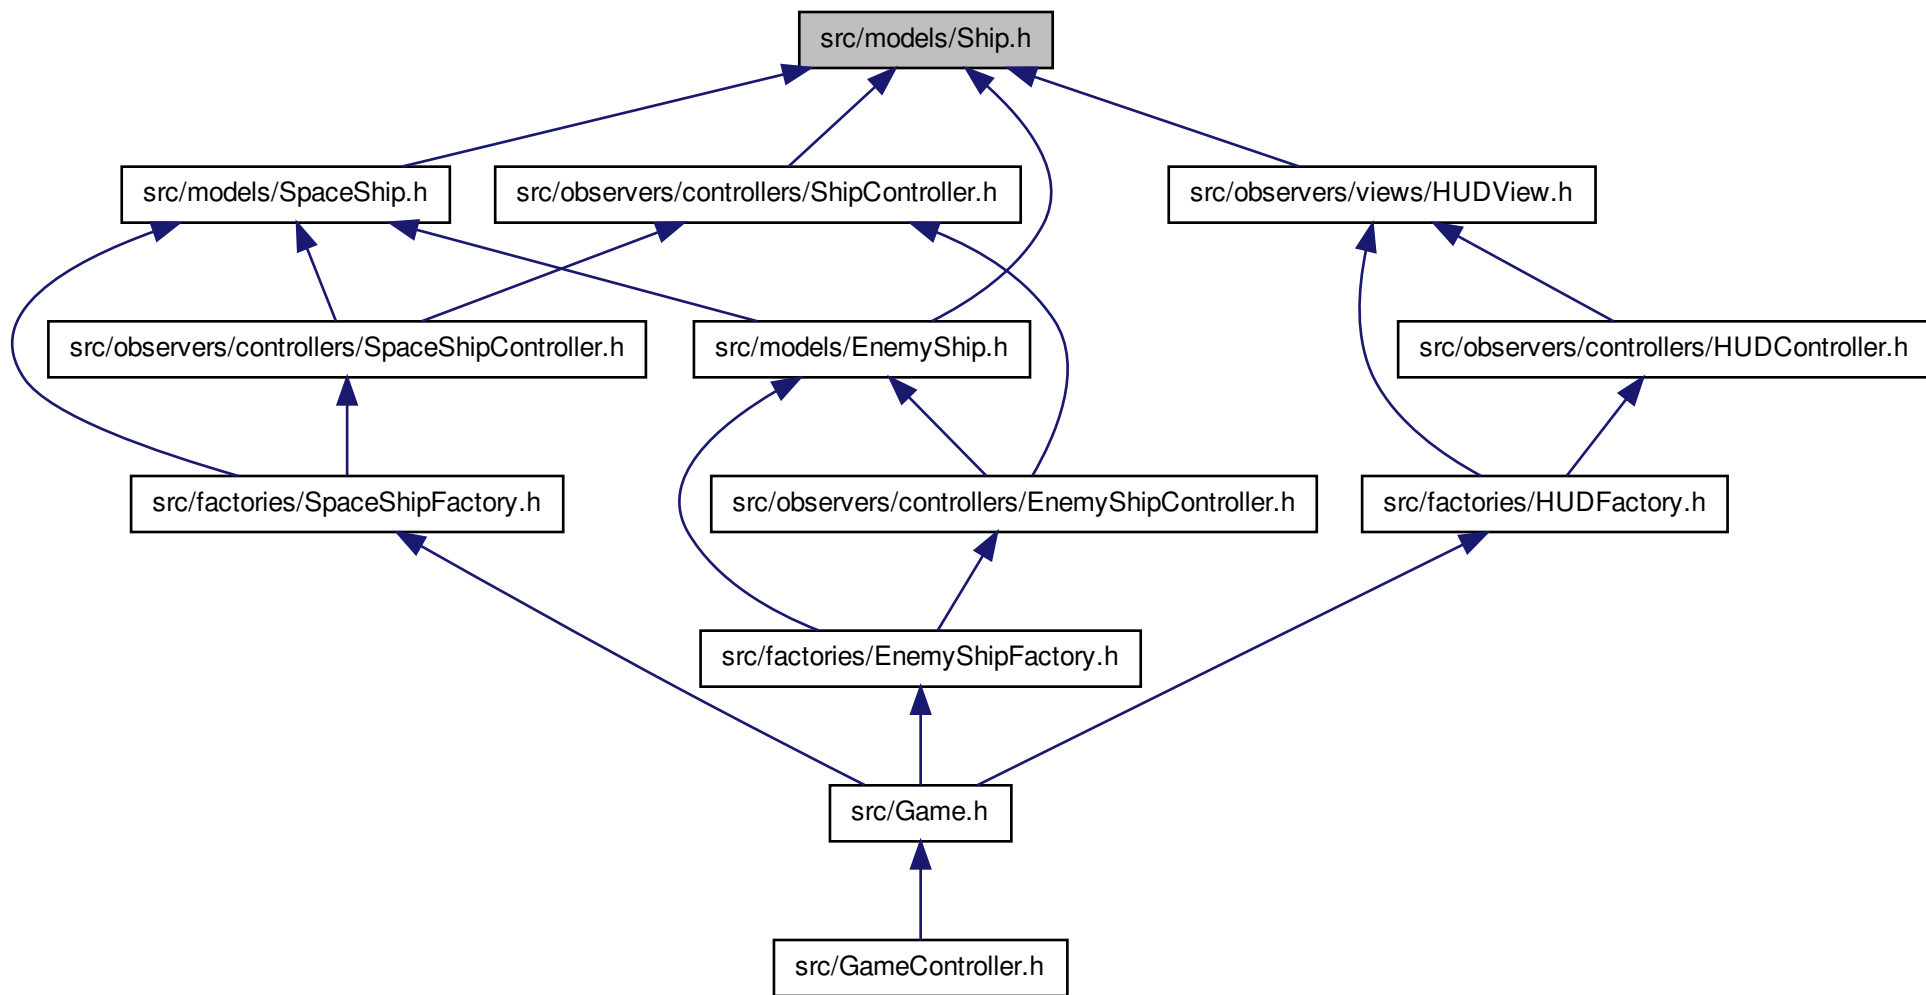 src/models/Ship.h
src/models/SpaceShip.h
src/observers/controllers/ShipController.h
src/observers/views/HUDView.h
src/observers/controllers/SpaceShipController.h
src/models/EnemyShip.h
src/observers/controllers/HUDController.h
src/factories/SpaceShipFactory.h
src/observers/controllers/EnemyShipController.h
src/factories/HUDFactory.h
src/factories/EnemyShipFactory.h
src/Game.h
src/GameController.h